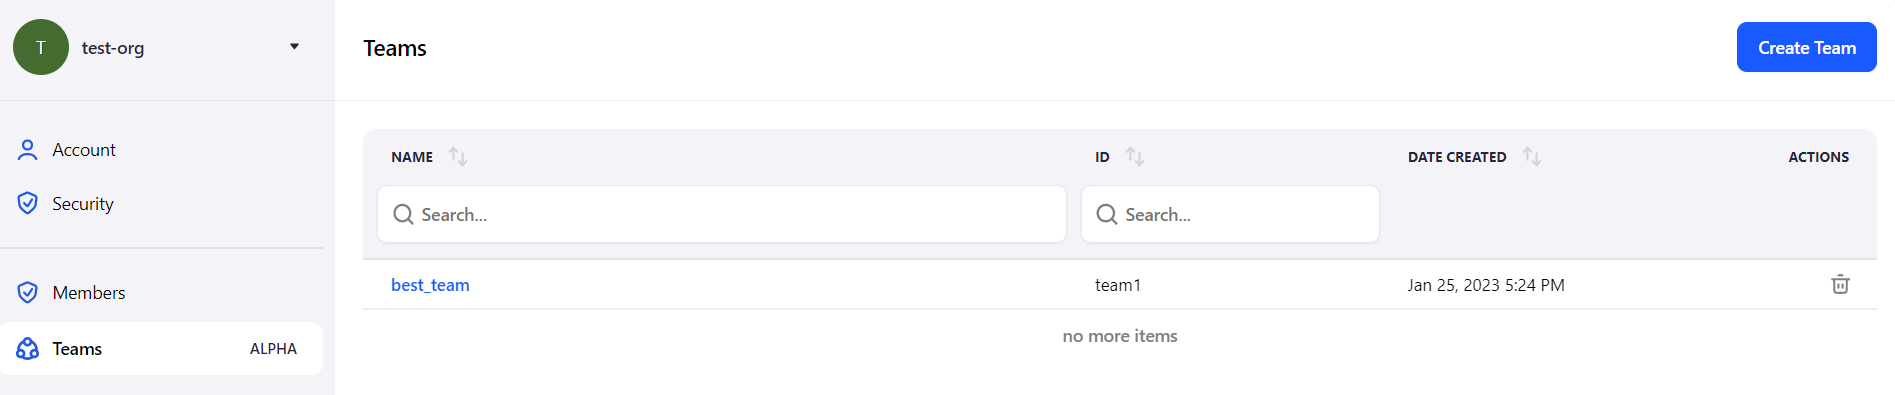 T
test-org
Account
Security
Members
Teams ALPHA
Teams
Create Team
NAME ID DATE CREATED ACTIONS
Search... Search...
best_team team1 Jan 25, 2023 5:24 PM
no more items